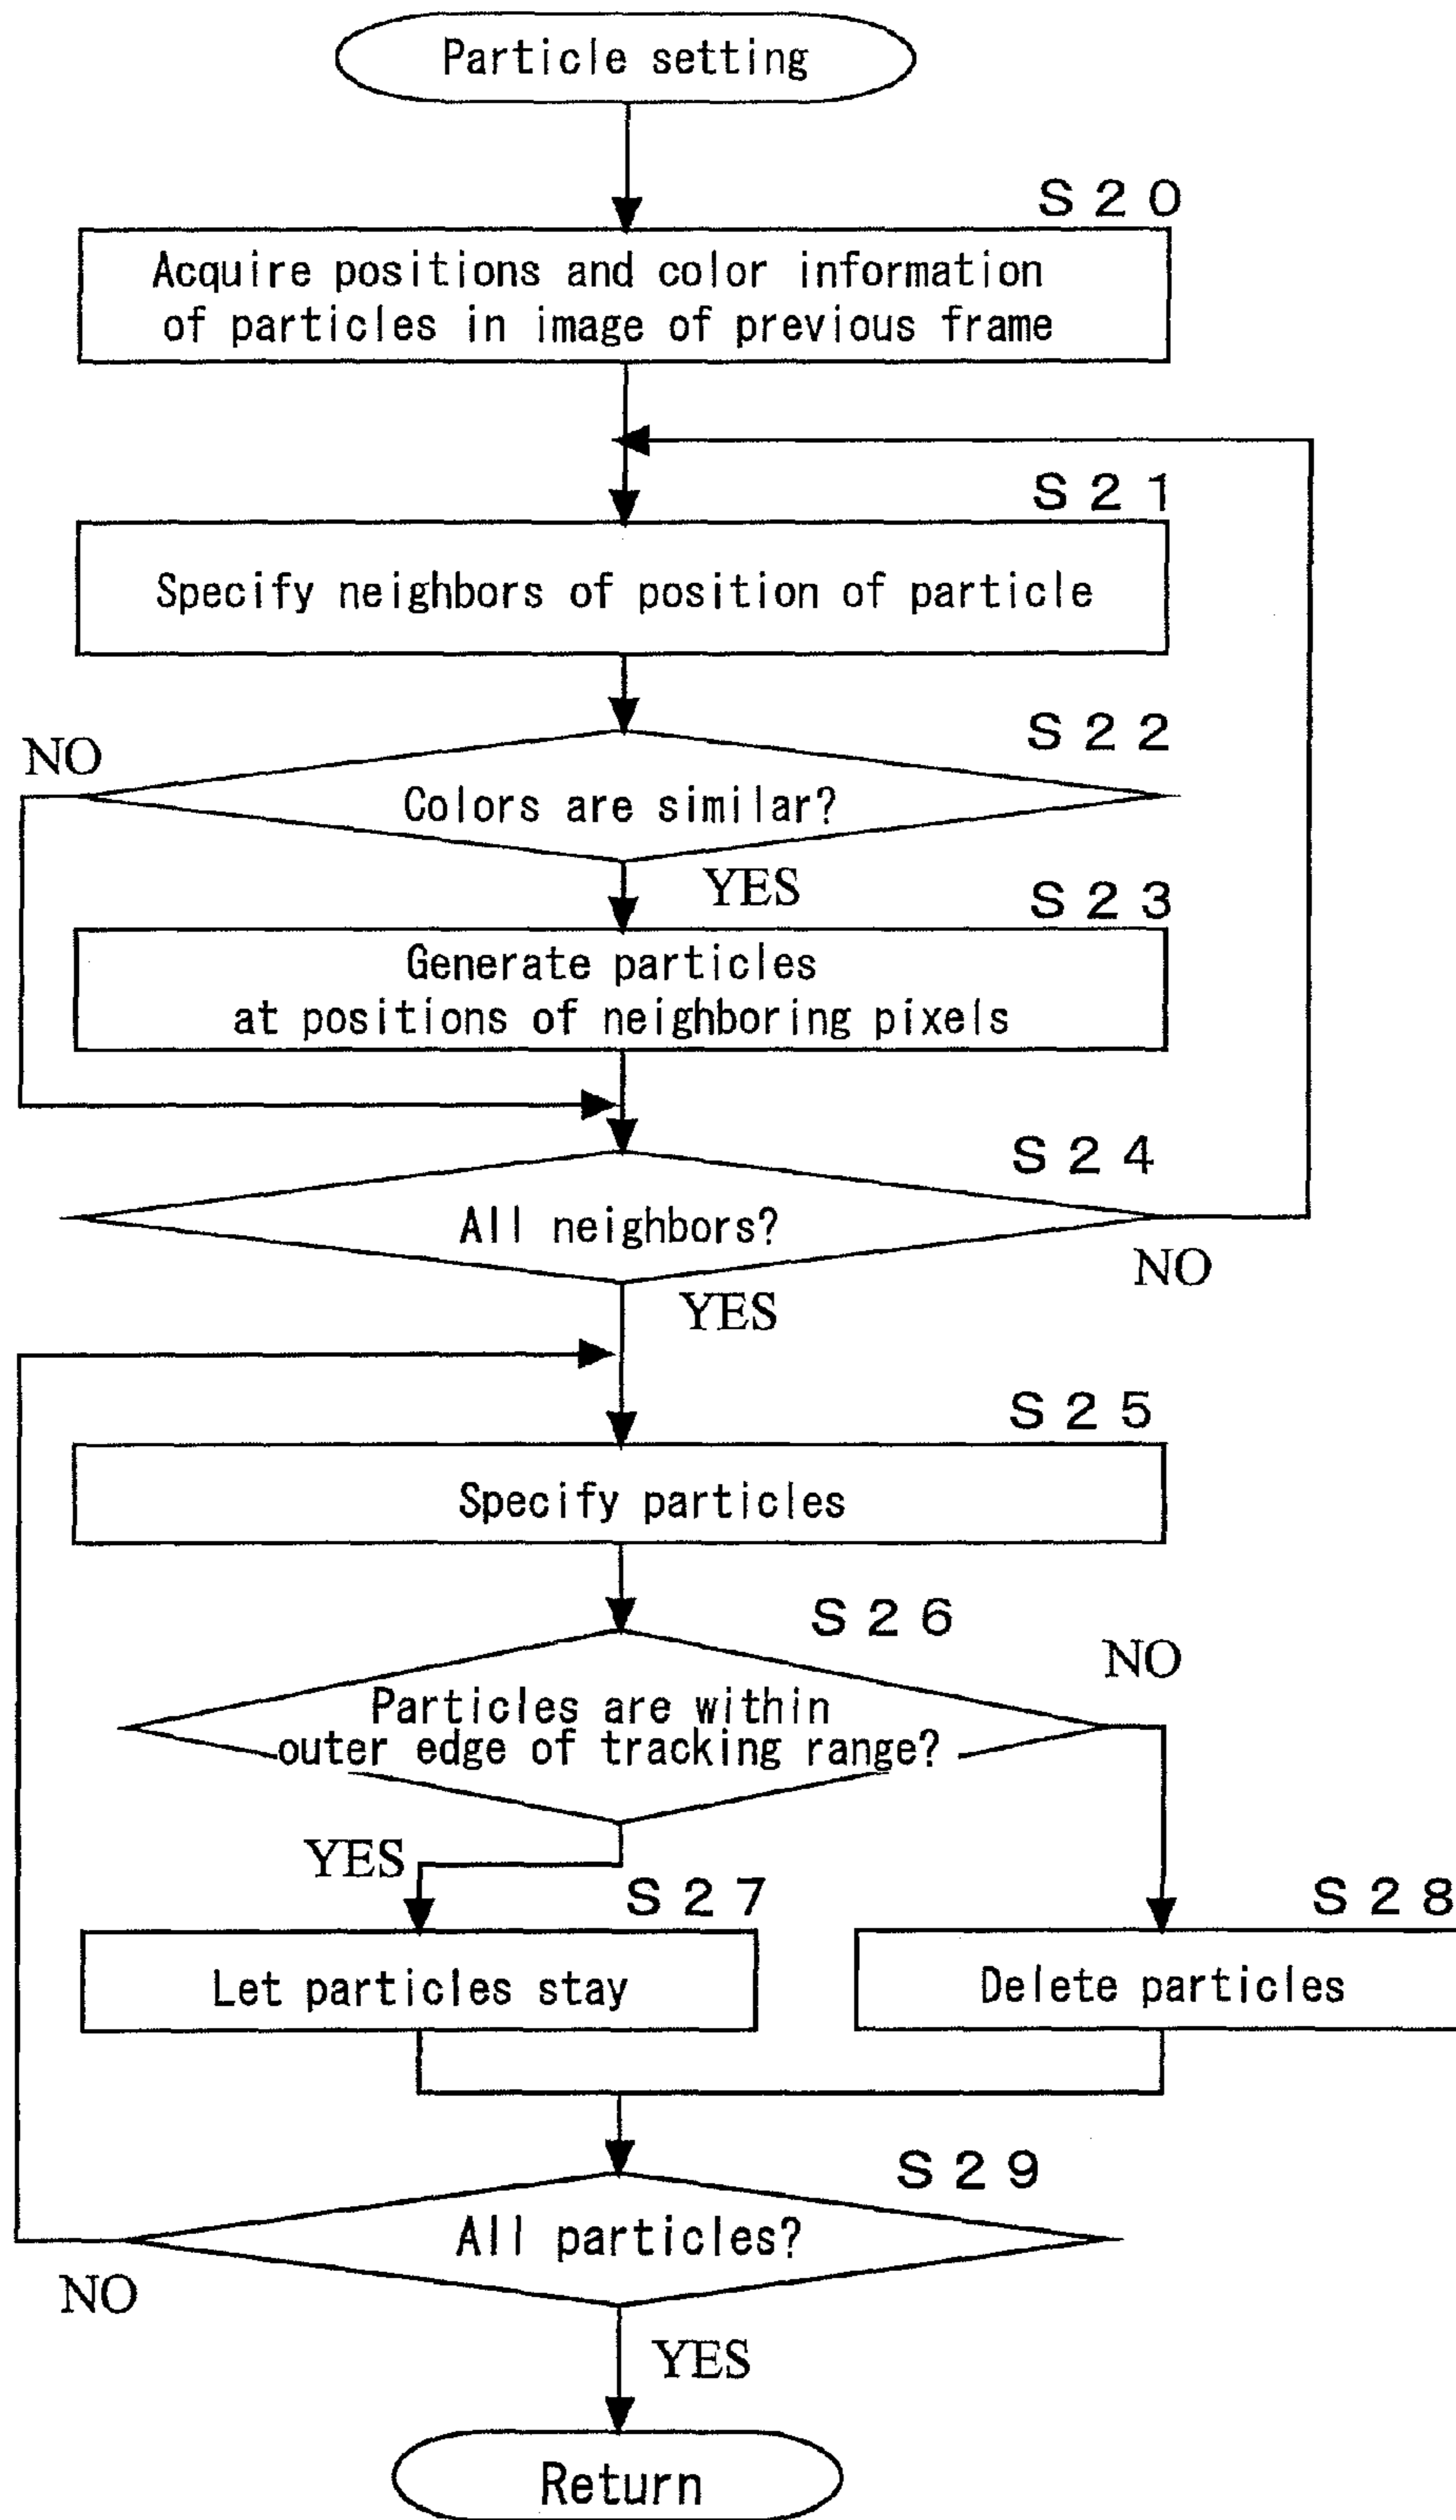 Particle setting
S20
Acquire positions and color information
of particles in image of previous frame
S21
Specify neighbors of position of particle
S22
NO
Colors are similar?
YES
S23
Generate particles
at positions of neighboring pixels
S24
All neighbors?
NO
YES
S25
Specify particles
S26
NO
Particles are within
outer edge of tracking range?
YES
S27
S28
Let particles stay
Delete particles
S29
All particles?
NO
YES
Return